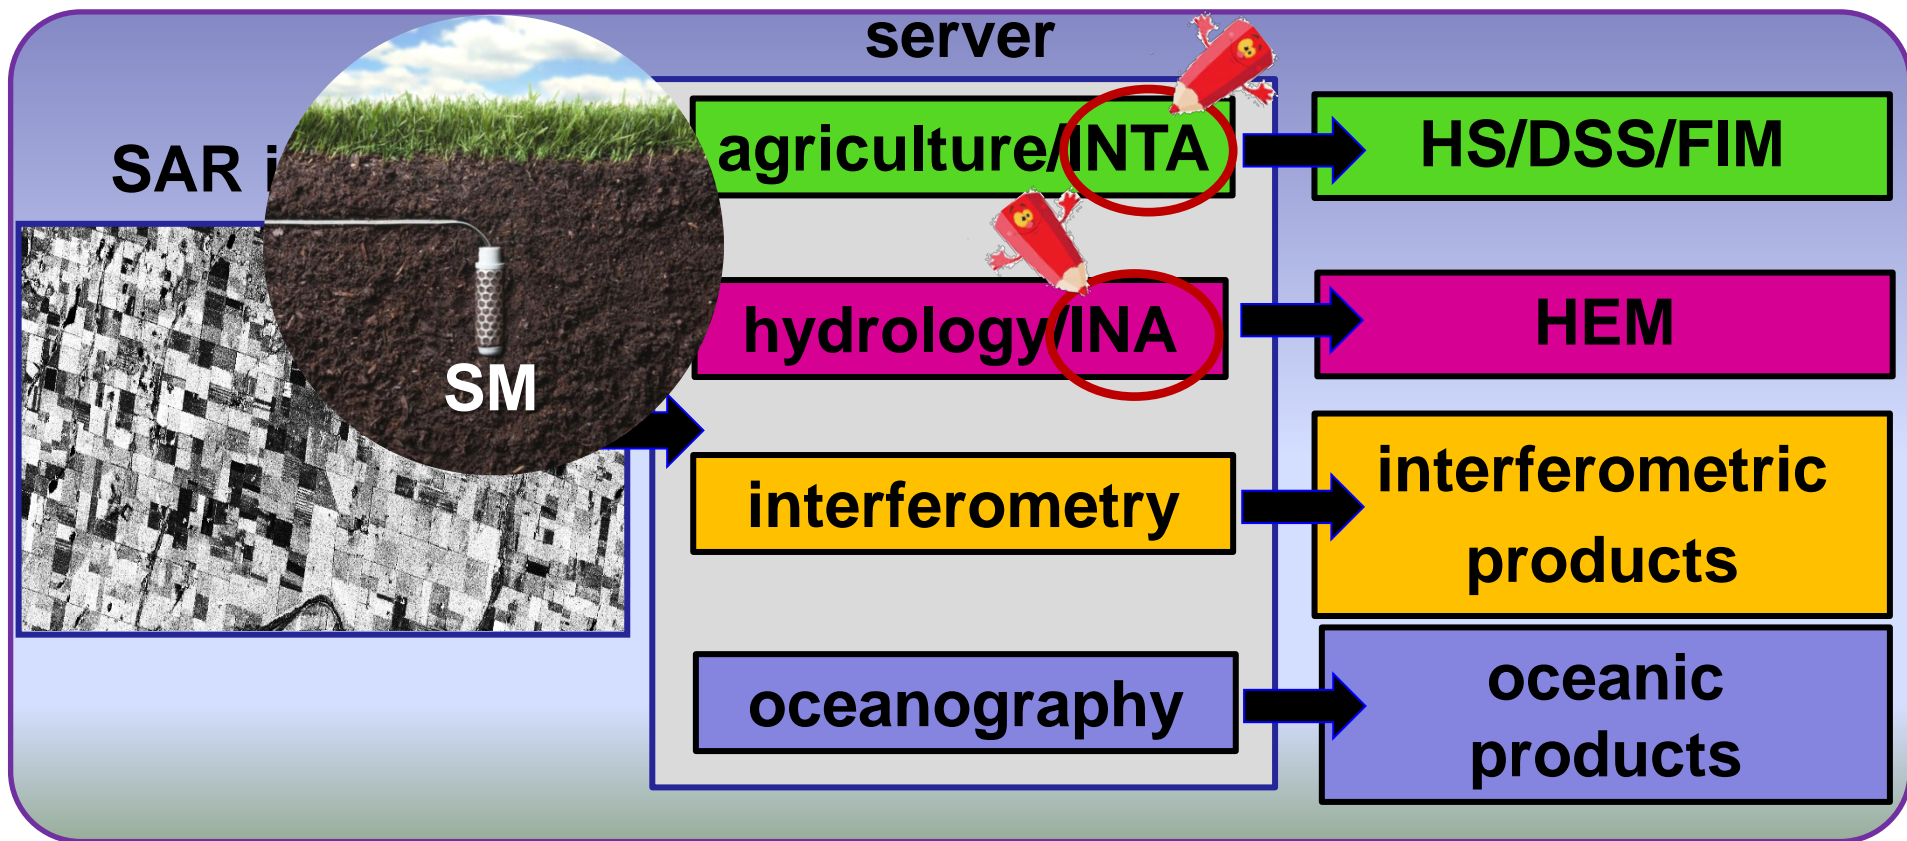 server
SAR
agriculture/INTA
HS/DSS/FIM
hydrology/INA
HEM
SM
interferometry
interferometric
products
oceanography
oceanic
products